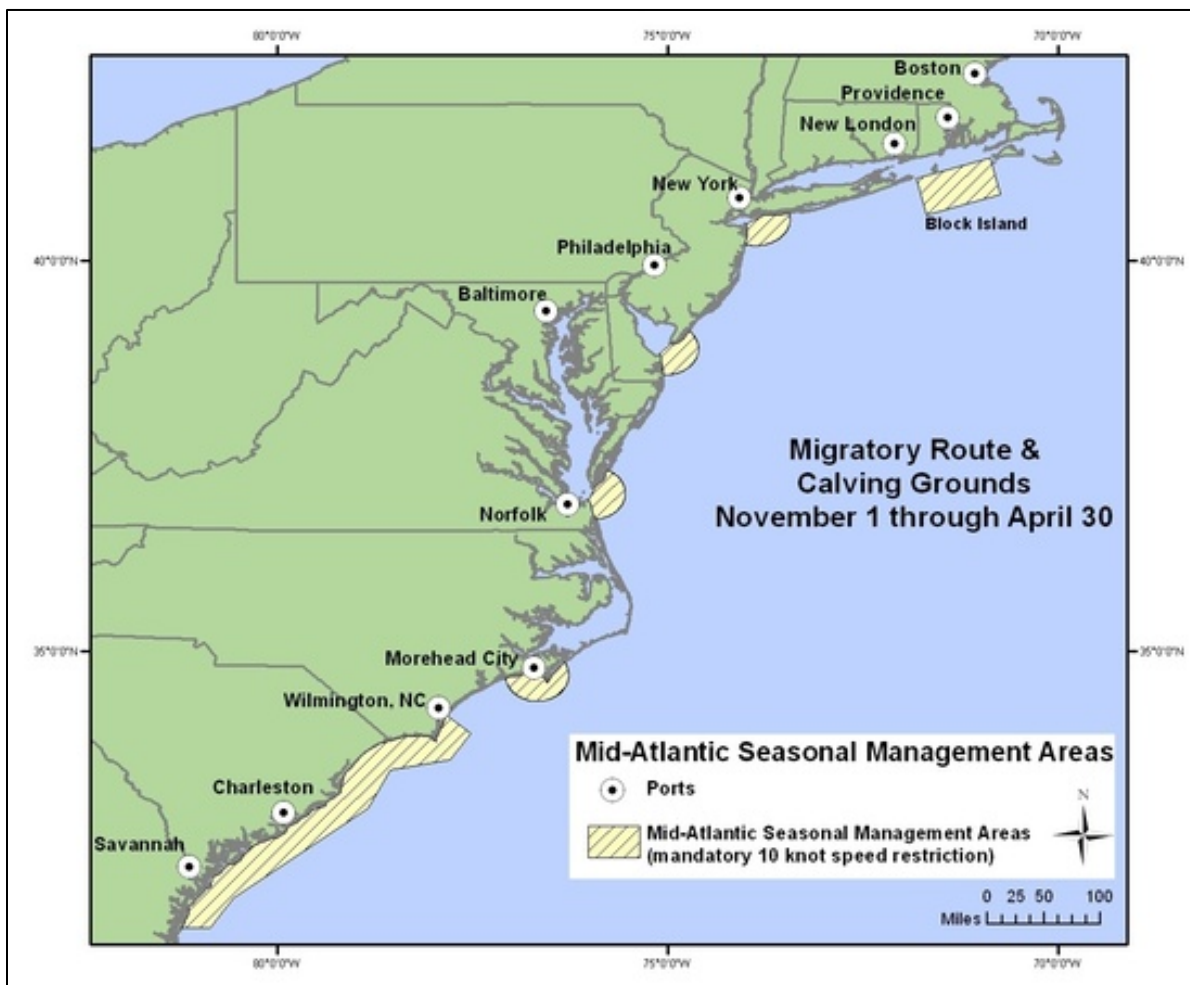 80°0'0"W
75°0'0"W
70°0'0"W
Boston
Providence
New London
New York
Block Island
Philadelphia
40°0'0"N
40°0'0"N
Baltimore
Migratory Route &
Calving Grounds
November 1 through April 30
Norfolk
35°0'0"N
35°0'0"N
Morehead City
Wilmington, NC
Mid-Atlantic Seasonal Management Areas
Ports
Charleston
N
Mid-Atlantic Seasonal Management Areas
(mandatory 10 knot speed restriction)
Savannah
0 25 50 100
Miles
80°0'0"W
75°0'0"W
70°0'0"W